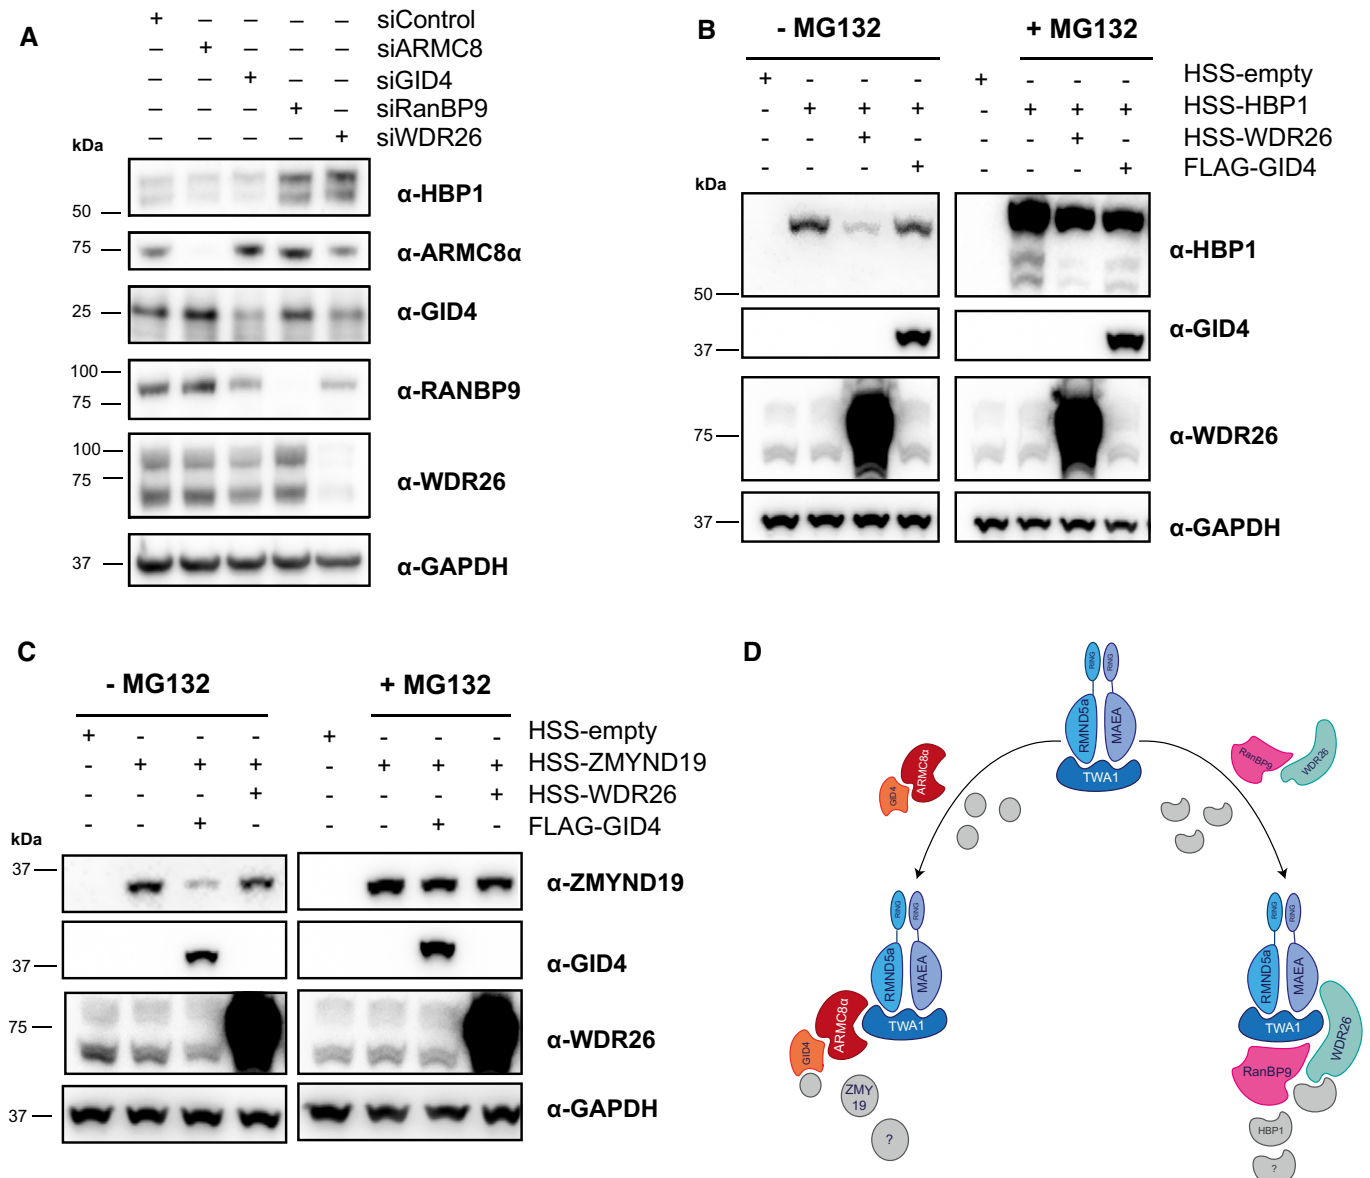 A
+ – – – – siControl
– + – – – siARMC8
– – + – – siGID4
– – – + – siRanBP9
– – – – + siWDR26
kDa
50
α-HBP1
75
α-ARMC8α
25
α-GID4
100
75
α-RANBP9
100
75
α-WDR26
37
α-GAPDH
B
- MG132
+ MG132
+ - - - + - - - HSS-empty
- + + + - + + + HSS-HBP1
- - + - - - + - HSS-WDR26
- - - + - - - + FLAG-GID4
kDa
50
α-HBP1
37
α-GID4
75
α-WDR26
37
α-GAPDH
C
- MG132
+ MG132
+ - - - + - - - HSS-empty
- + + + - + + + HSS-ZMYND19
- - - + - - - + HSS-WDR26
- - + - - - + - FLAG-GID4
kDa
37
α-ZMYND19
37
α-GID4
75
α-WDR26
37
α-GAPDH
D
RING RING
RMND5a MAEA
TWA1
GID4 ARMC8α
RanBP9 WDR26
RING RING
RMND5a MAEA
TWA1
ARMC8α
GID4
ZMY
19
?
RING RING
RMND5a MAEA
TWA1
WDR26
RanBP9
HBP1
?